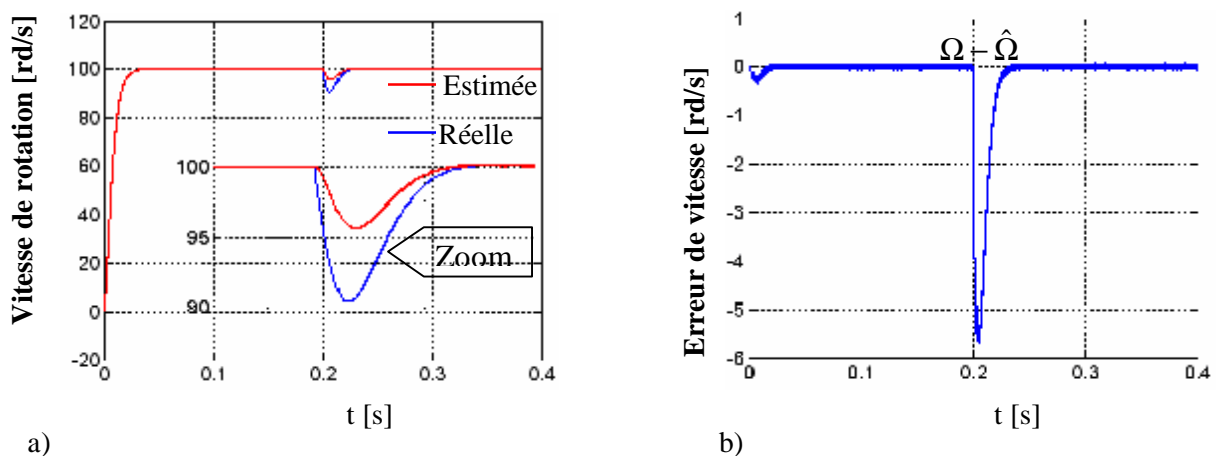 Vitesse de rotation [rd/s]
120
100
80
60
40
20
0
-20
Estimée
Réelle
100
95
90
Zoom
0
0.1
0.2
0.3
0.4
t [s]
a)
Erreur de vitesse [rd/s]
1
0
-1
-2
-3
-4
-5
-6
Ω – Ω̂
0
0.1
0.2
0.3
0.4
t [s]
b)